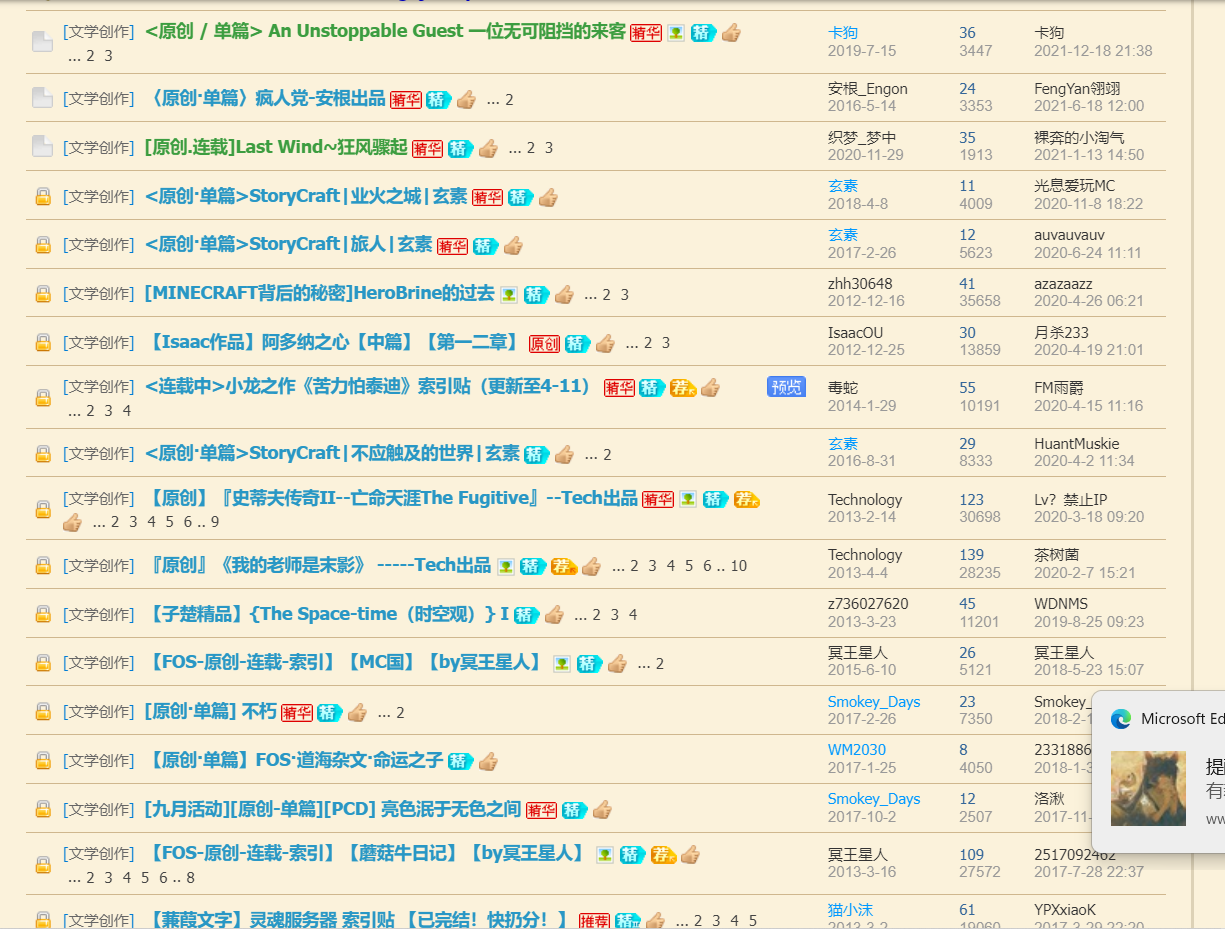 [文学创作] <原创 / 单篇> An Unstoppable Guest 一位无可阻挡的来客 精华 精 卡狗 36 卡狗
... 2 3 2019-7-15 3447 2021-12-18 21:38
[文学创作] 〈原创·单篇〉疯人党-安根出品 精华 精 ... 2 安根_Engon 24 FengYan翎翊
2016-5-14 3353 2021-6-18 12:00
[文学创作] [原创.连载]Last Wind~狂风骤起 精华 精 ... 2 3 织梦_梦中 35 裸奔的小淘气
2020-11-29 1913 2021-1-13 14:50
[文学创作] <原创·单篇>StoryCraft|业火之城|玄素 精华 精 玄素 11 光息爱玩MC
2018-4-8 4009 2020-11-8 18:22
[文学创作] <原创·单篇>StoryCraft|旅人|玄素 精华 精 玄素 12 auvauvauv
2017-2-26 5623 2020-6-24 11:11
[文学创作] [MINECRAFT背后的秘密]HeroBrine的过去 精 ... 2 3 zhh30648 41 azazaazz
2012-12-16 35658 2020-4-26 06:21
[文学创作] 【Isaac作品】阿多纳之心【中篇】【第一二章】 原创 精 ... 2 3 IsaacOU 30 月杀233
2012-12-25 13859 2020-4-19 21:01
[文学创作] <连载中>小龙之作《苦力怕泰迪》索引贴（更新至4-11） 精华 精 荐 预览 毒蛇 55 FM雨爵
... 2 3 4 2014-1-29 10191 2020-4-15 11:16
[文学创作] <原创·单篇>StoryCraft|不应触及的世界|玄素 精 ... 2 玄素 29 HuantMuskie
2016-8-31 8333 2020-4-2 11:34
[文学创作] 【原创】『史蒂夫传奇II--亡命天涯The Fugitive』--Tech出品 精华 精 荐 Technology 123 Lv？禁止IP
... 2 3 4 5 6 .. 9 2013-2-14 30698 2020-3-18 09:20
[文学创作] 『原创』《我的老师是末影》 -----Tech出品 精 荐 ... 2 3 4 5 6 .. 10 Technology 139 茶树菌
2013-4-4 28235 2020-2-7 15:21
[文学创作] 【子楚精品】{The Space-time（时空观）} I 精 ... 2 3 4 z736027620 45 WDNMS
2013-3-23 11201 2019-8-25 09:23
[文学创作] 【FOS-原创-连载-索引】【MC国】【by冥王星人】 精 ... 2 冥王星人 26 冥王星人
2015-6-10 5121 2018-5-23 15:07
[文学创作] [原创·单篇] 不朽 精华 精 ... 2 Smokey_Days 23 Smokey_
2017-2-26 7350 2018-2-1
Microsoft Ed
[文学创作] 【原创·单篇】FOS·道海杂文·命运之子 精 WM2030 8 2331886
2017-1-25 4050 2018-1-3
有
[文学创作] [九月活动][原创-单篇][PCD] 亮色泯于无色之间 精华 精 Smokey_Days 12 洛湫
2017-10-2 2507 2017-11-
ww
[文学创作] 【FOS-原创-连载-索引】【蘑菇牛日记】【by冥王星人】 精 荐 冥王星人 109 2517092462
... 2 3 4 5 6 .. 8 2013-3-16 27572 2017-7-28 22:37
[文学创作] 【蒹葭文字】灵魂服务器 索引贴 【已完结！快扔分！】 推荐 精 ... 2 3 4 5 猫小沫 61 YPXxiaoK
2013-3-2 19060 2017-3-29 22:20